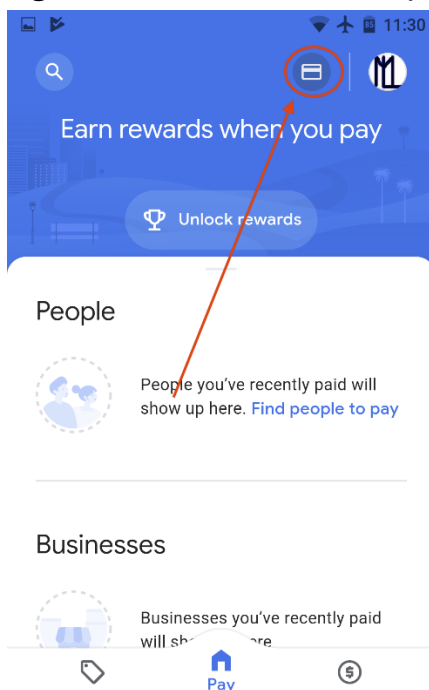 11:30
Earn rewards when you pay
Unlock rewards
People
People you've recently paid will
show up here. Find people to pay
Businesses
Businesses you've recently paid
will
Pay